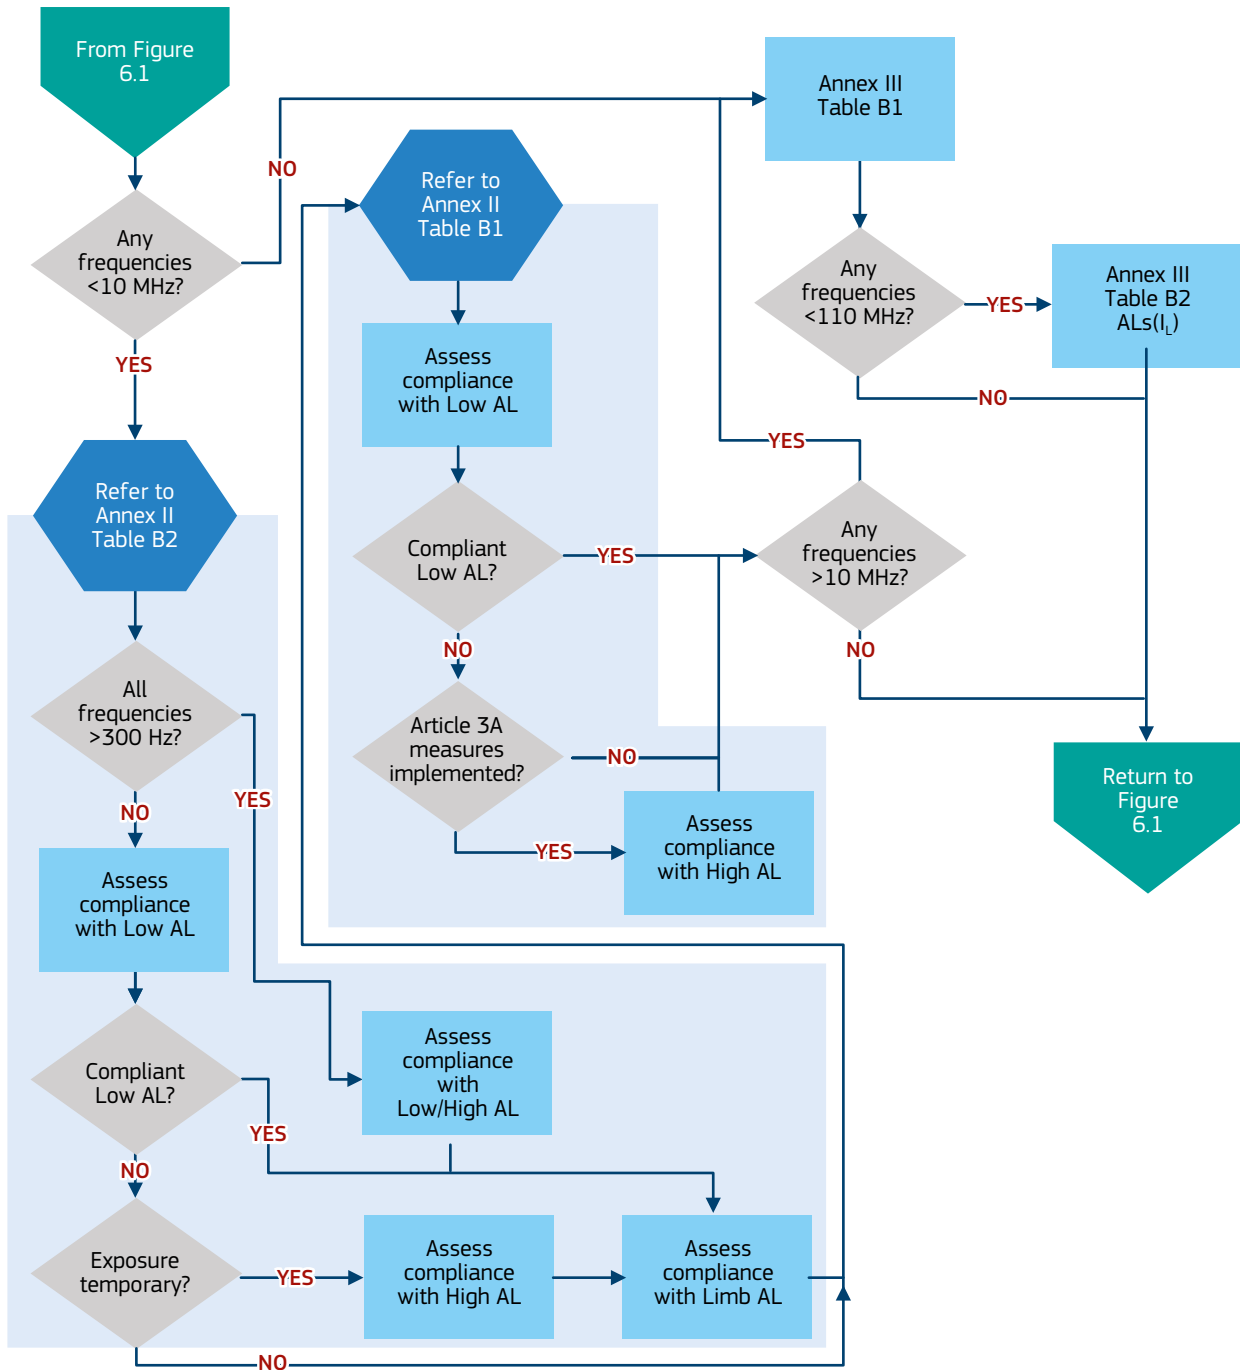 From Figure
6.1
Any
frequencies
<10 MHz?
NO
YES
Refer to
Annex II
Table B2
All
frequencies
>300 Hz?
YES
NO
Assess
compliance
with Low AL
Compliant
Low AL?
YES
NO
Exposure
temporary?
YES
NO
Assess
compliance
with
Low/High AL
Assess
compliance
with High AL
Assess
compliance
with Limb AL
Refer to
Annex II
Table B1
Assess
compliance
with Low AL
Compliant
Low AL?
YES
NO
Article 3A
measures
implemented?
NO
YES
Assess
compliance
with High AL
Any
frequencies
>10 MHz?
YES
NO
Annex III
Table B1
Any
frequencies
<110 MHz?
YES
NO
Annex III
Table B2
ALs(I_L)
Return to
Figure
6.1